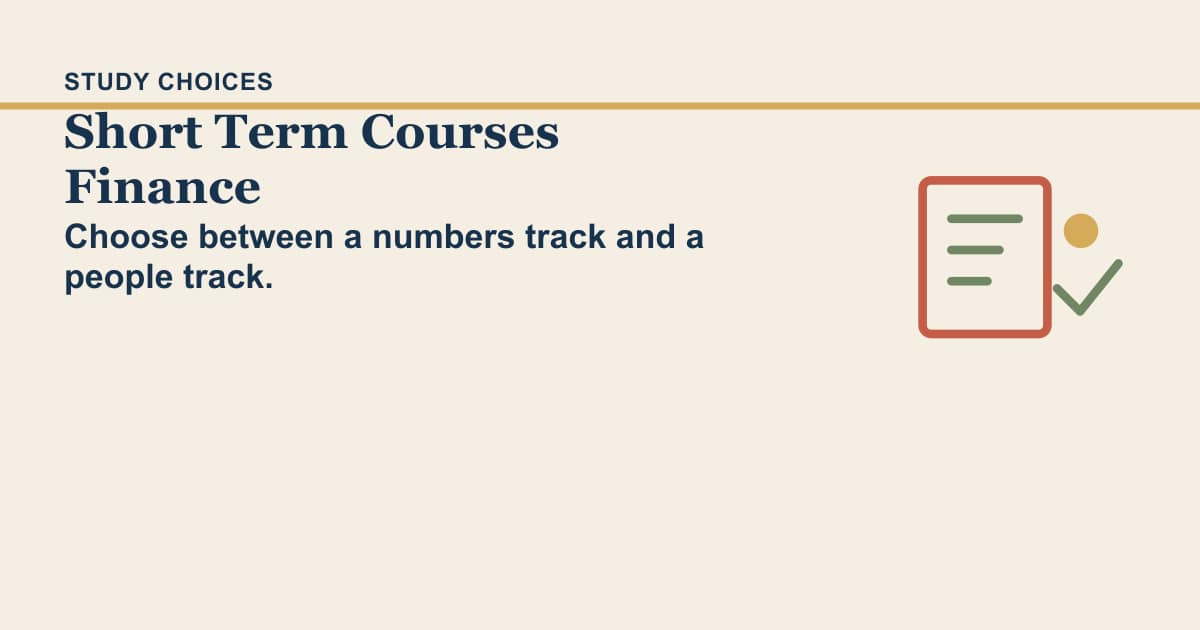 STUDY CHOICES
Short Term Courses
Finance
Choose between a numbers track and a
people track.